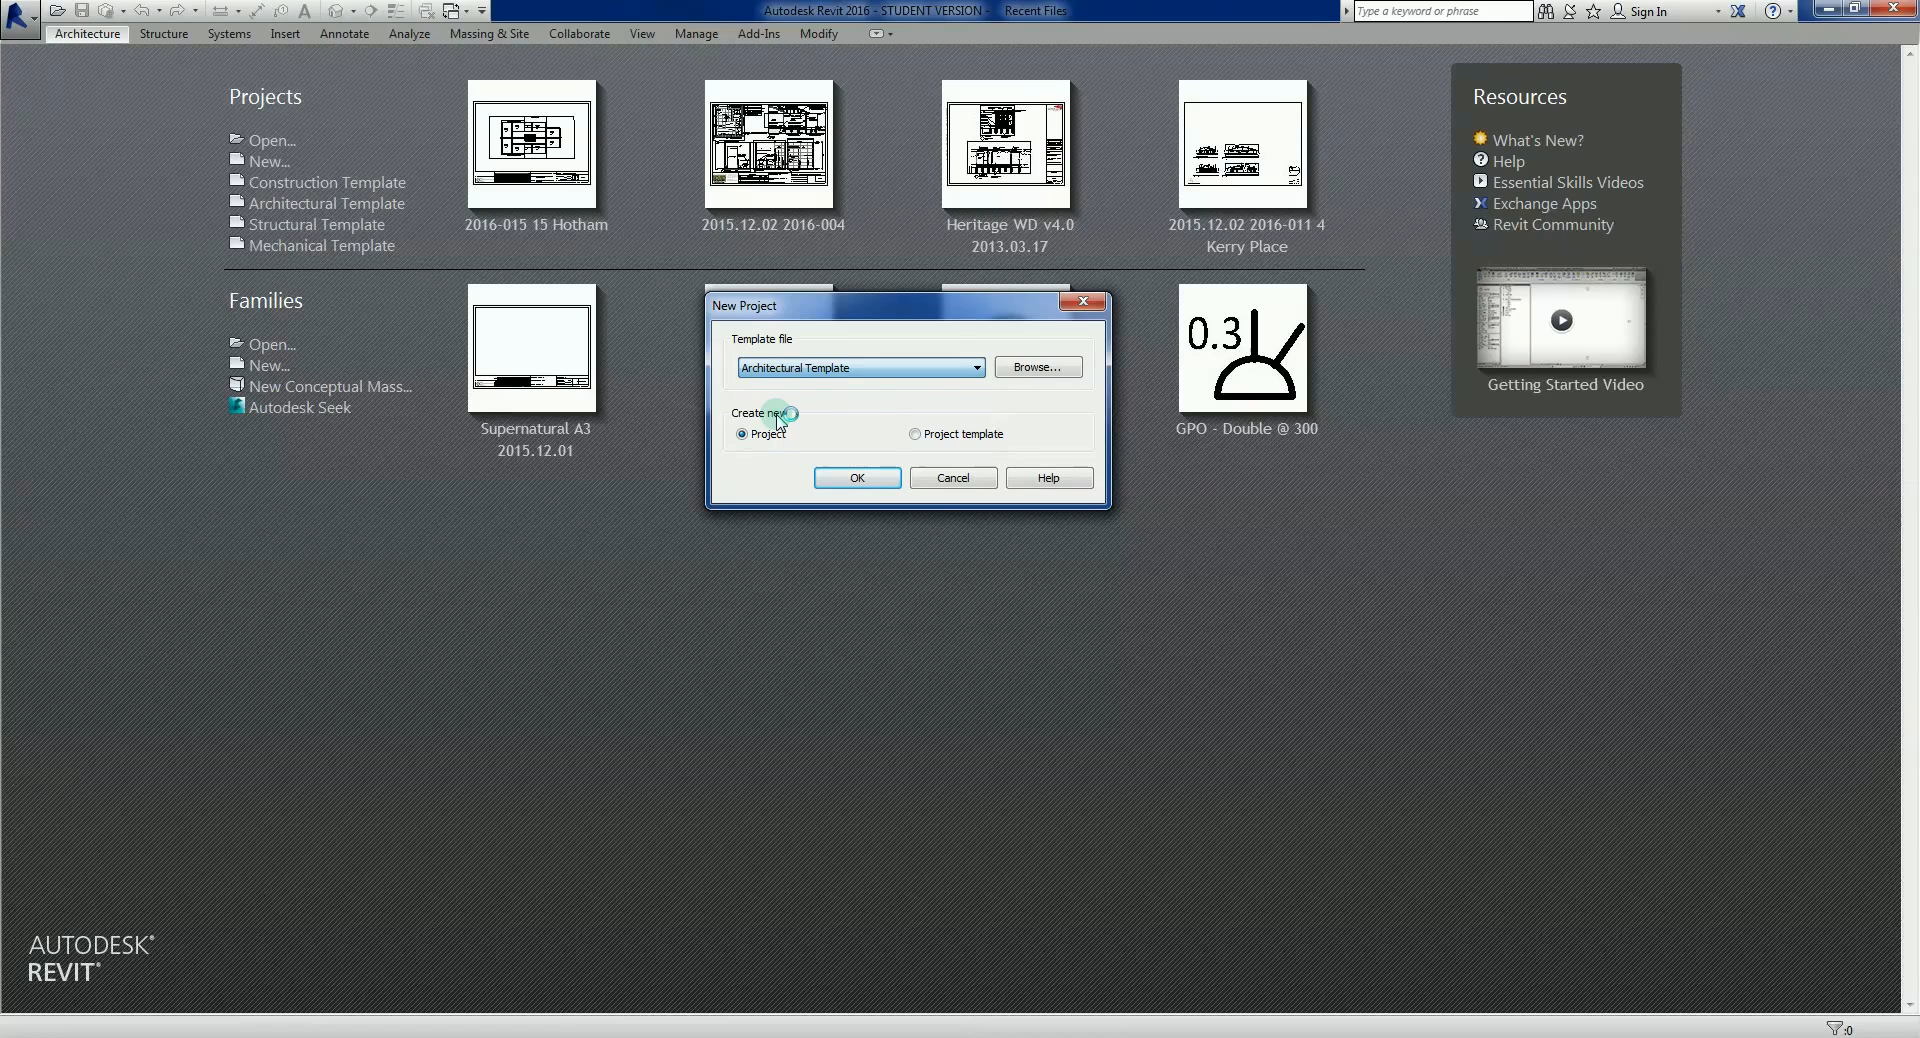 Autodesk Revit 2016 - STUDENT VERSION - Recent Files
Type a keyword or phrase
Sign In
Architecture Structure Systems Insert Annotate Analyze Massing & Site Collaborate View Manage Add-Ins Modify
Projects
Open...
New...
Construction Template
Architectural Template
Structural Template
Mechanical Template
2016-015 15 Hotham
2015.12.02 2016-004
Heritage WD v4.0
2013.03.17
2015.12.02 2016-011 4
Kerry Place
Families
Open...
New...
New Conceptual Mass...
Autodesk Seek
Supernatural A3
2015.12.01
0.3
GPO - Double @ 300
New Project
Template file
Architectural Template
Browse...
Create new
Project
Project template
OK
Cancel
Help
Resources
What's New?
Help
Essential Skills Videos
Exchange Apps
Revit Community
Getting Started Video
AUTODESK®
REVIT®
:0